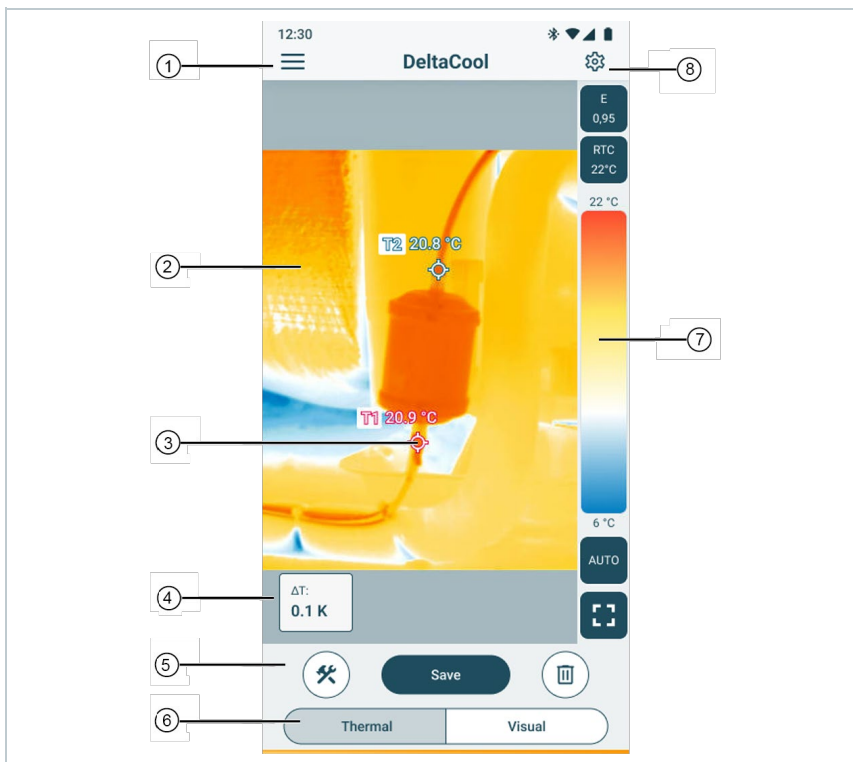 12:30
1
DeltaCool
8
E
0,95
RTC
22°C
22 °C
T2 20.8 °C
2
7
T1 20.9 °C
3
6 °C
AUTO
4
ΔT:
0.1 K
5
Save
6
Thermal
Visual